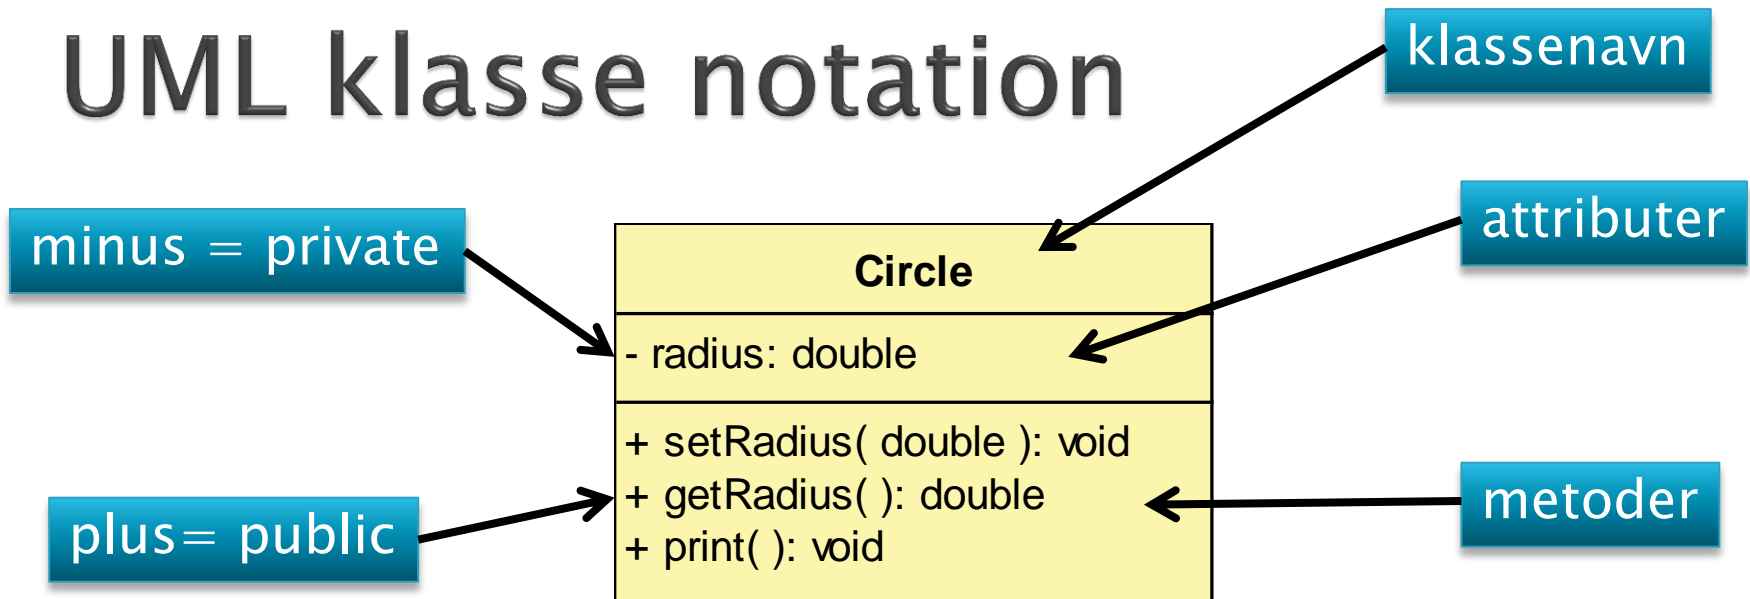 UML klasse notation
klassenavn
minus = private
attributer
Circle
- radius: double
+ setRadius( double ): void
+ getRadius( ): double
+ print( ): void
plus= public
metoder